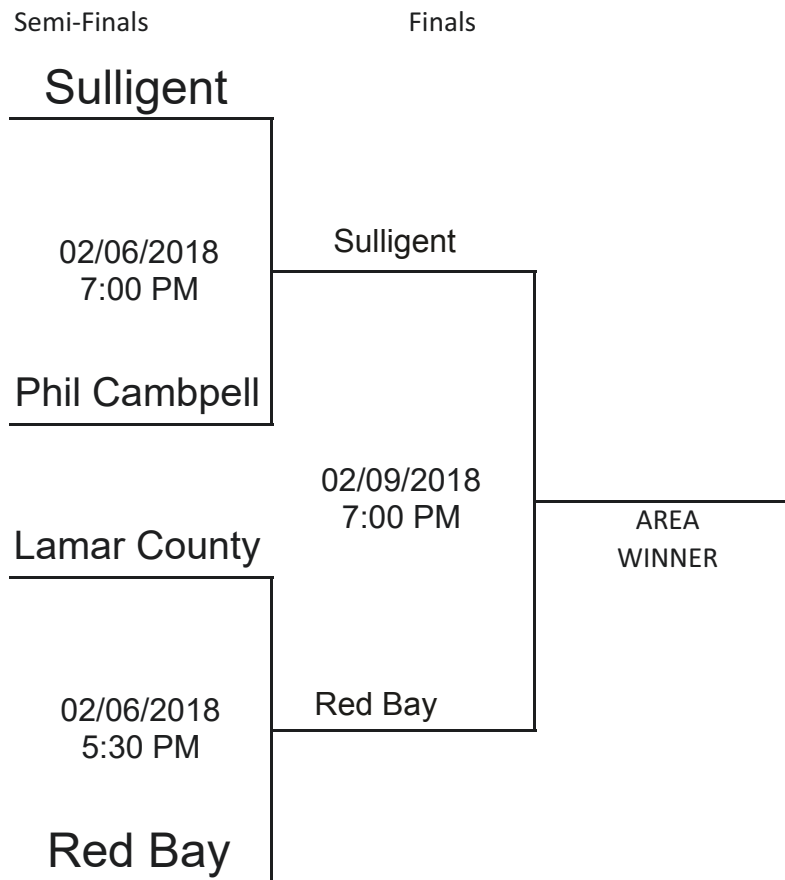 Semi-Finals
Finals
Sulligent
02/06/2018
7:00 PM
Sulligent
Phil Cambpell
02/09/2018
7:00 PM
AREA
WINNER
Lamar County
02/06/2018
5:30 PM
Red Bay
Red Bay